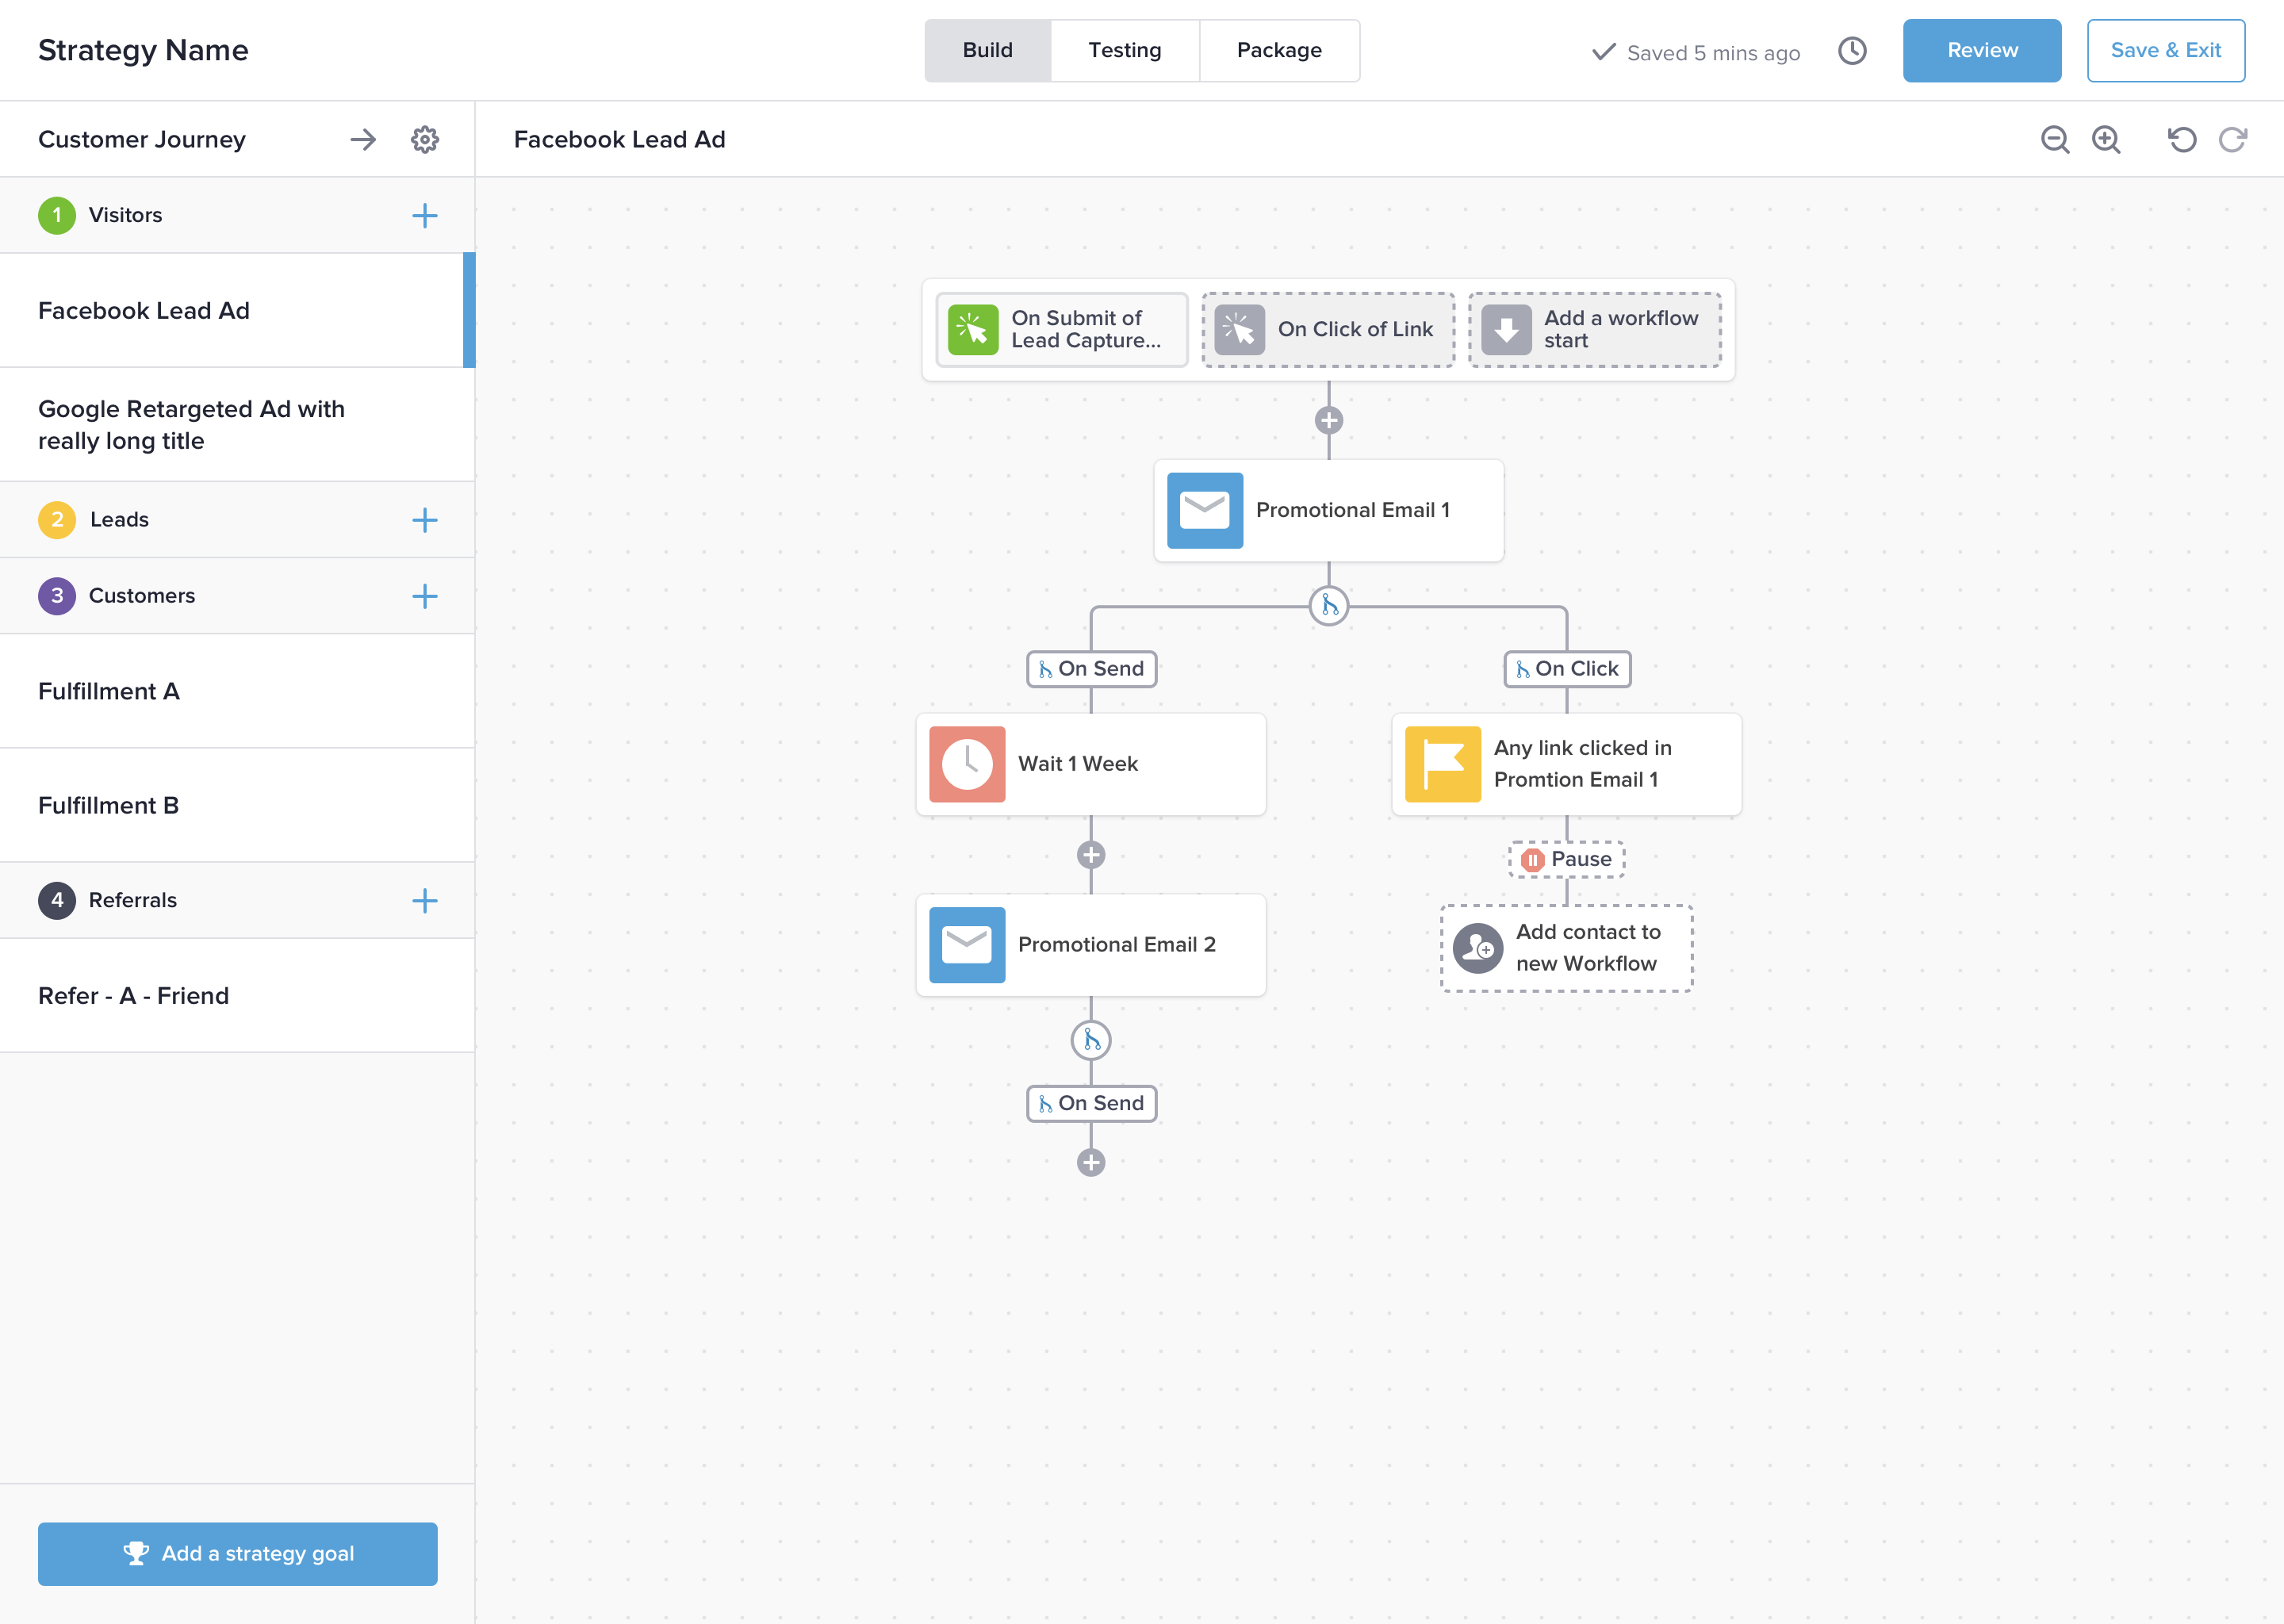 Strategy Name
Build
Testing
Package
Saved 5 mins ago
Review
Save & Exit
Customer Journey
Facebook Lead Ad
1 Visitors
Facebook Lead Ad
Google Retargeted Ad with
really long title
2 Leads
3 Customers
Fulfillment A
Fulfillment B
4 Referrals
Refer - A - Friend
Add a strategy goal
On Submit of
Lead Capture...
On Click of Link
Add a workflow
start
Promotional Email 1
On Send
On Click
Wait 1 Week
Any link clicked in
Promtion Email 1
Pause
Promotional Email 2
Add contact to
new Workflow
On Send